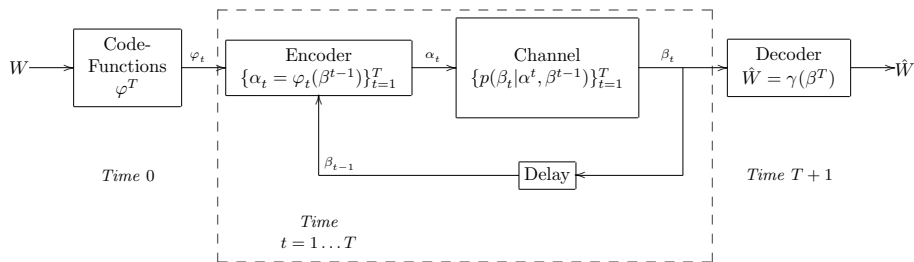 W
Code-
Functions
φ^T
φ_t
Encoder
{α_t = φ_t(β^{t−1})}_{t=1}^T
α_t
Channel
{p(β_t|α^t, β^{t−1})}_{t=1}^T
β_t
Decoder
Ŵ = γ(β^T)
Ŵ
β_{t−1}
Delay
Time 0
Time T + 1
Time
t = 1 . . . T